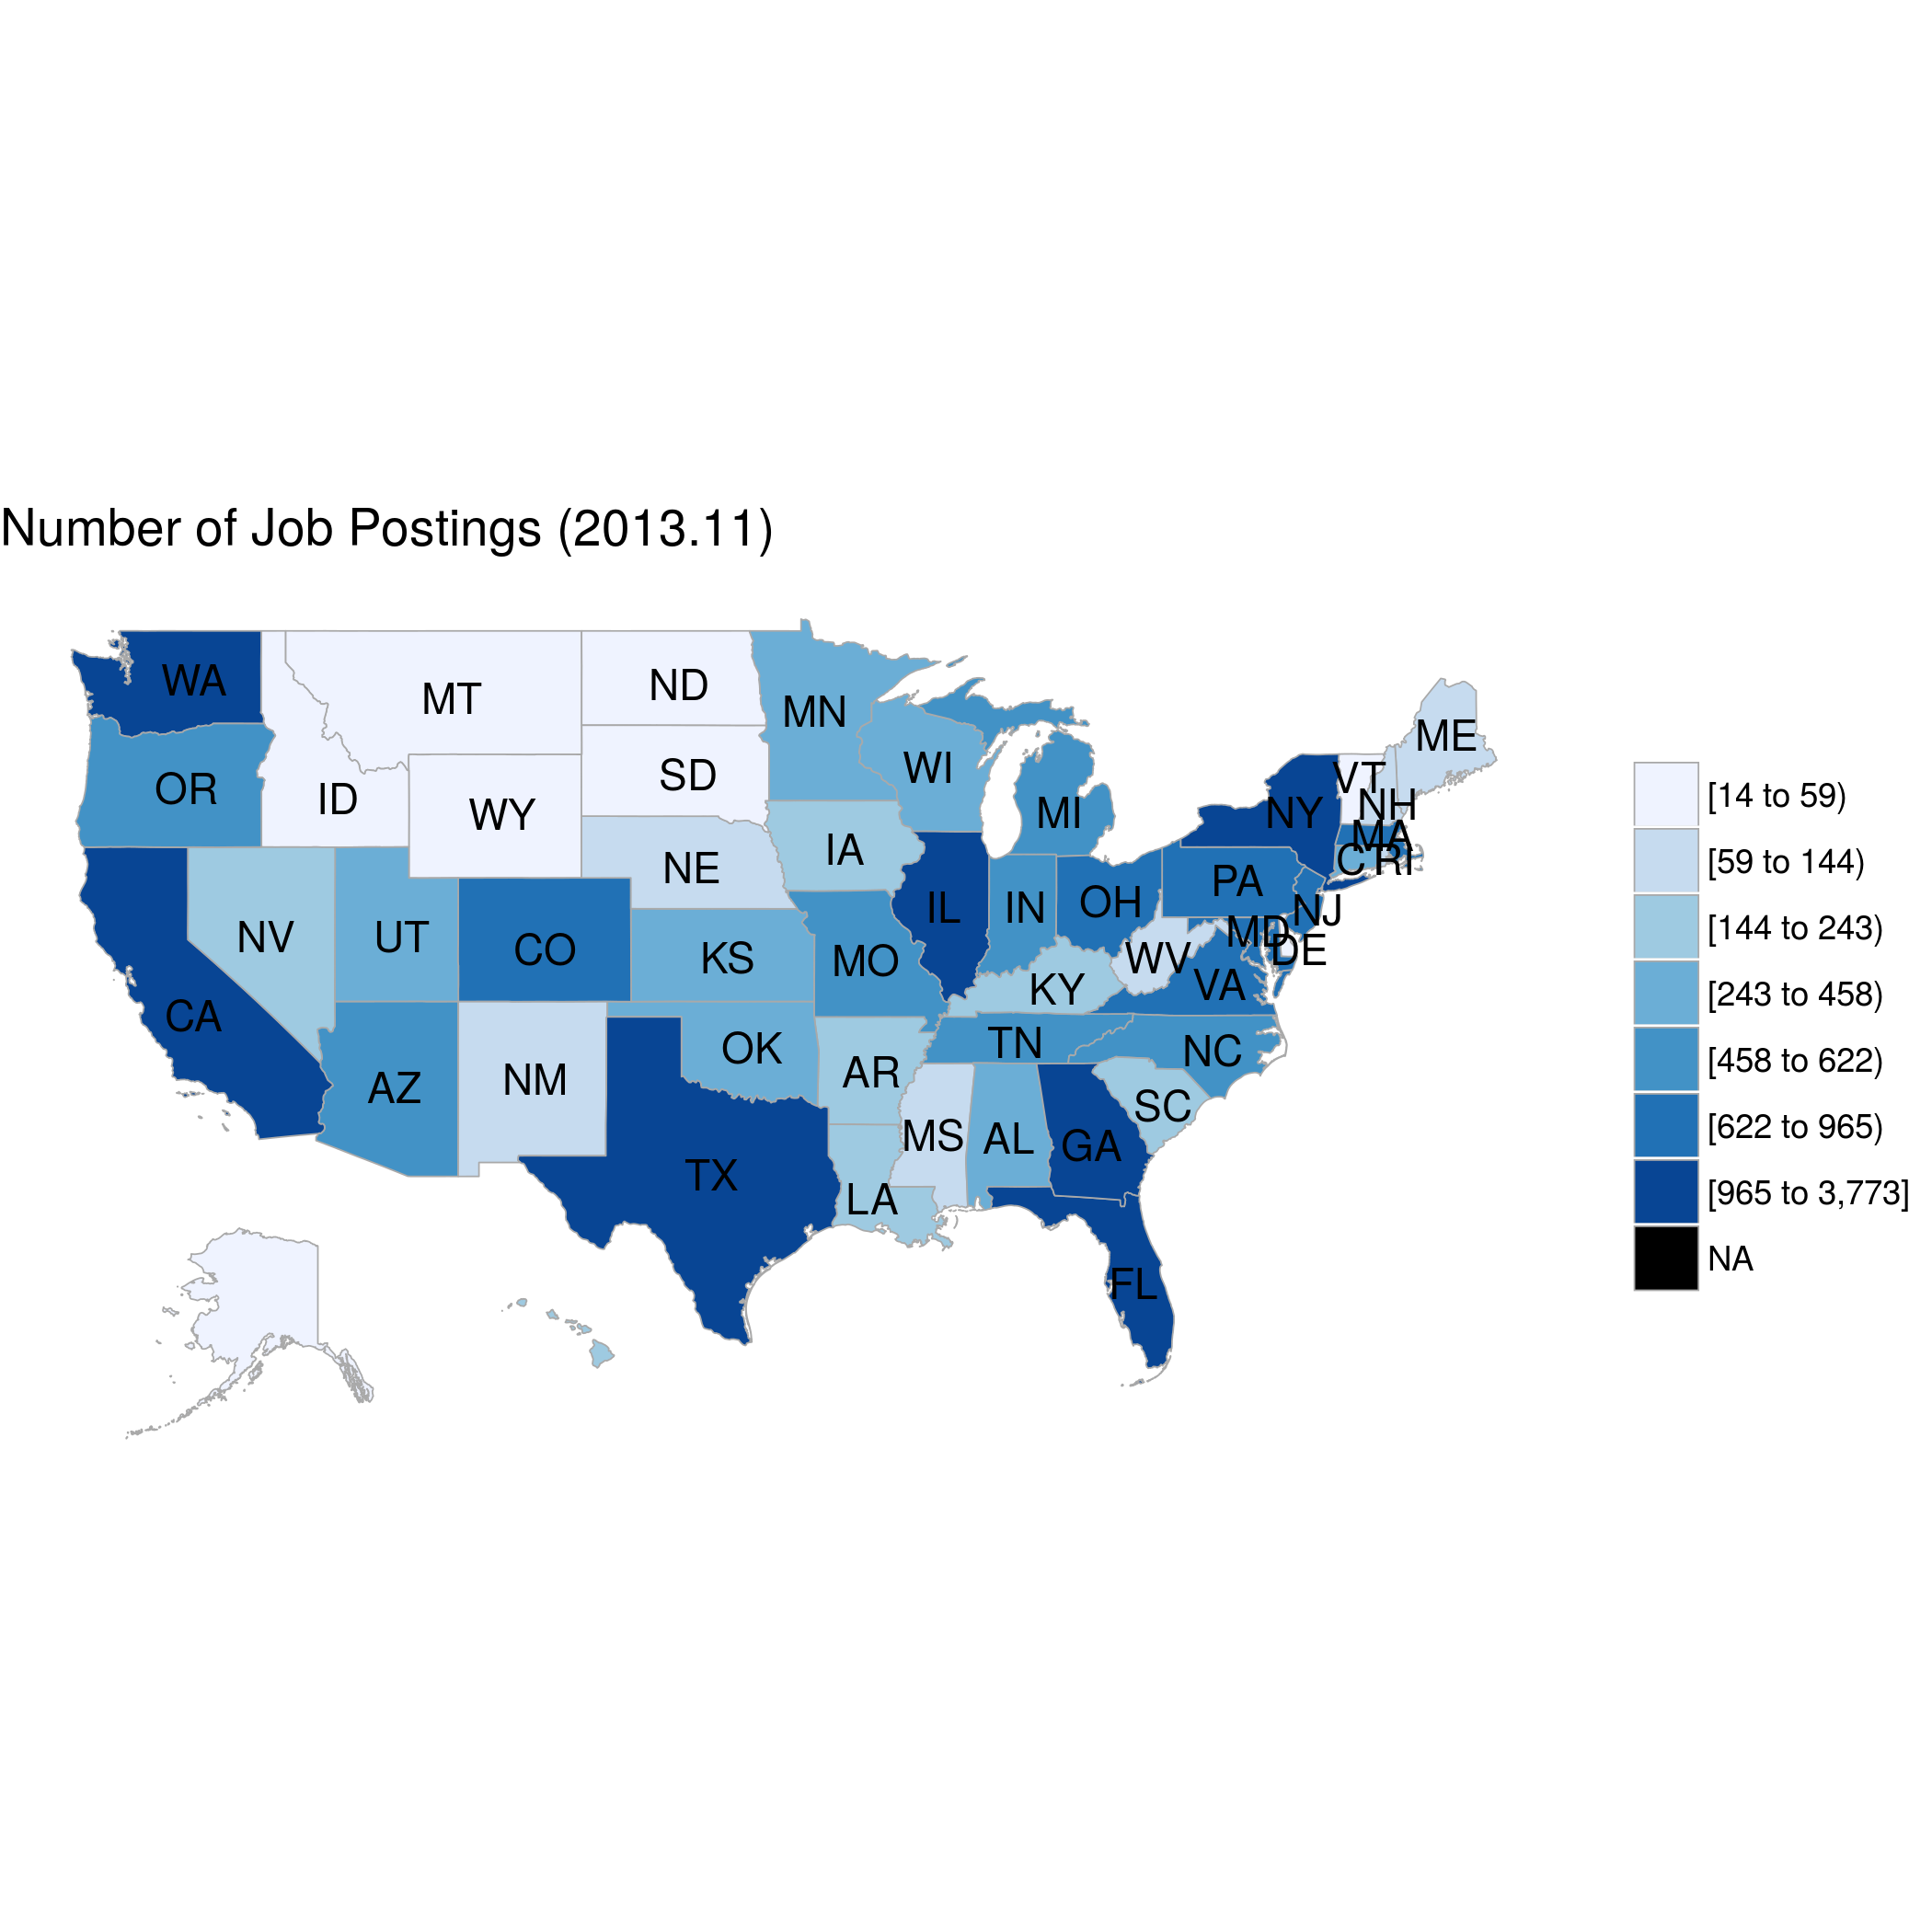 Number of Job Postings (2013.11)
WA
MT
ND
MN
OR
ID
WY
SD
WI
MI
ME
VT
NH
NY
MA
CT
RI
NE
IA
PA
NV
UT
CO
KS
MO
IL
IN
OH
NJ
MD
DE
WV
VA
CA
KY
AZ
NM
OK
AR
TN
NC
SC
TX
LA
MS
AL
GA
FL
[14 to 59)
[59 to 144)
[144 to 243)
[243 to 458)
[458 to 622)
[622 to 965)
[965 to 3,773]
NA